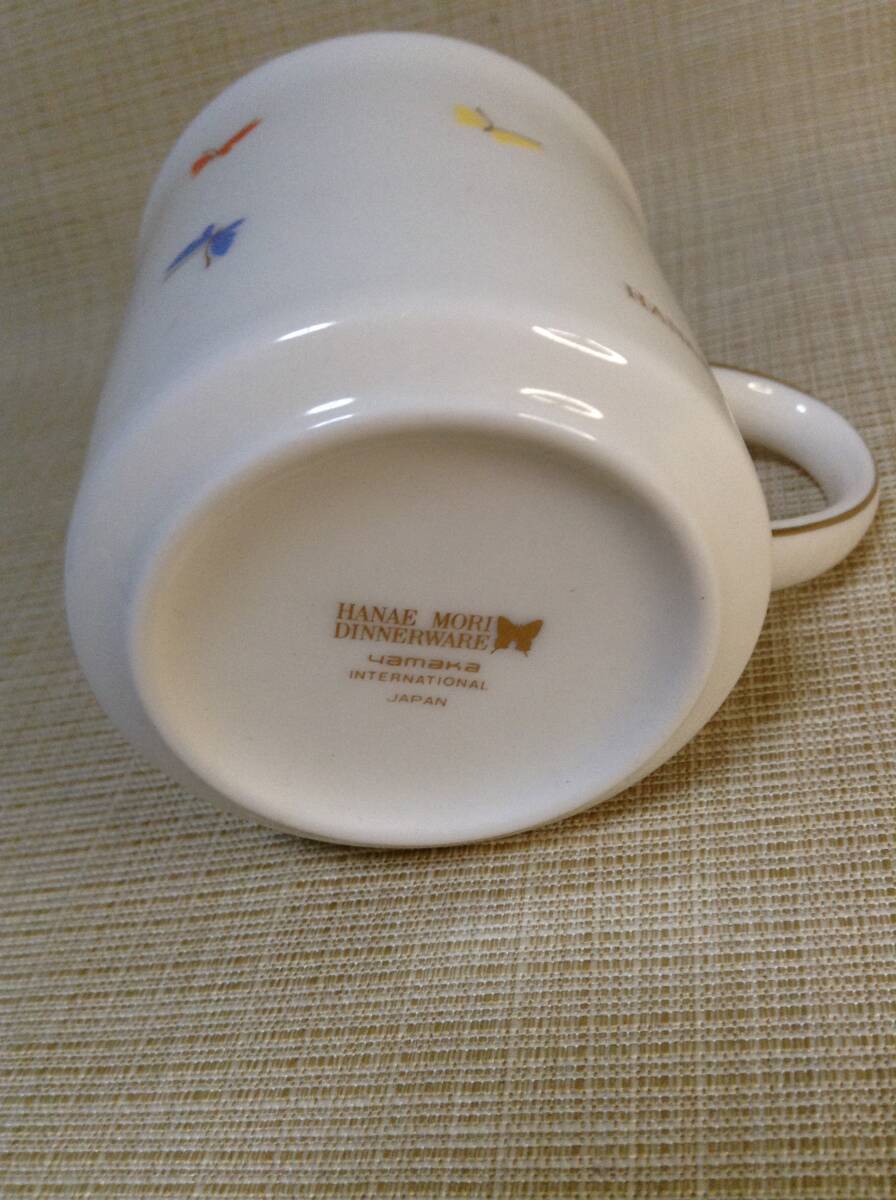 HANAE MORI
DINNERWARE
yamaka
INTERNATIONAL
JAPAN